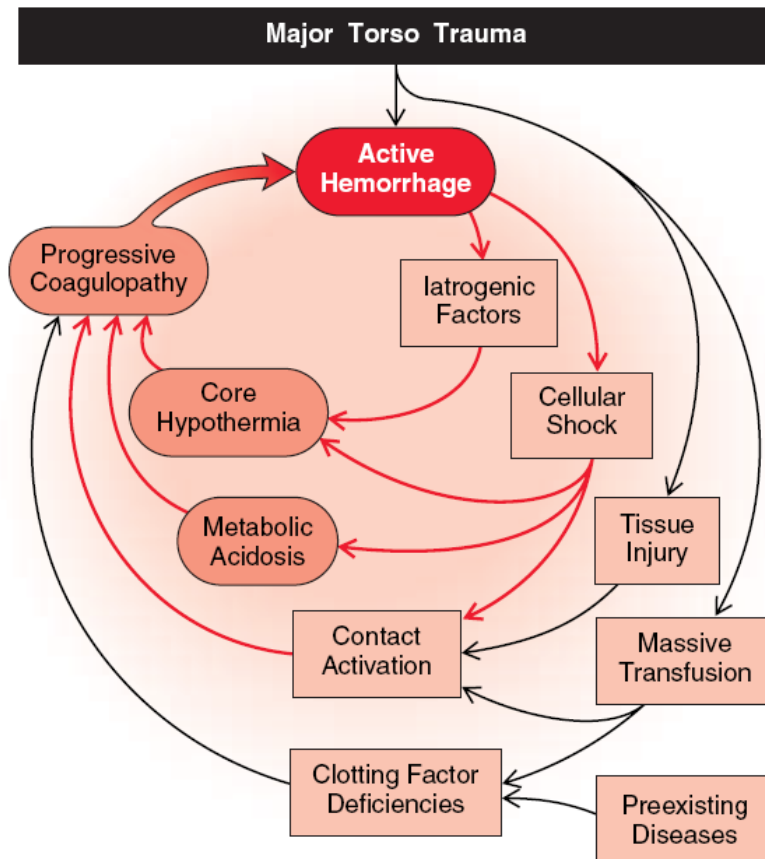 Major Torso Trauma
Active
Hemorrhage
Progressive
Coagulopathy
Iatrogenic
Factors
Core
Hypothermia
Cellular
Shock
Metabolic
Acidosis
Tissue
Injury
Contact
Activation
Massive
Transfusion
Clotting Factor
Deficiencies
Preexisting
Diseases